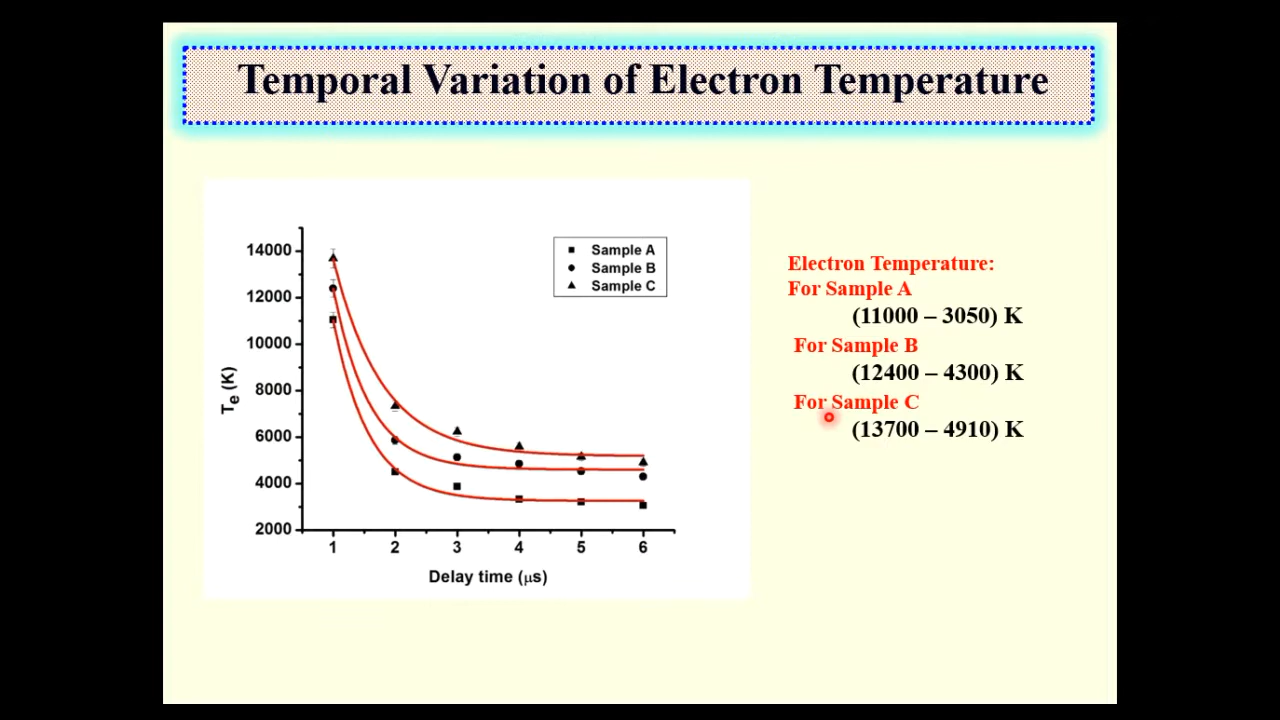 Temporal Variation of Electron Temperature
14000
12000
10000
8000
6000
4000
2000
Te (K)
1 2 3 4 5 6
Delay time (μs)
Sample A
Sample B
Sample C
Electron Temperature:
For Sample A
(11000 – 3050) K
For Sample B
(12400 – 4300) K
For Sample C
(13700 – 4910) K